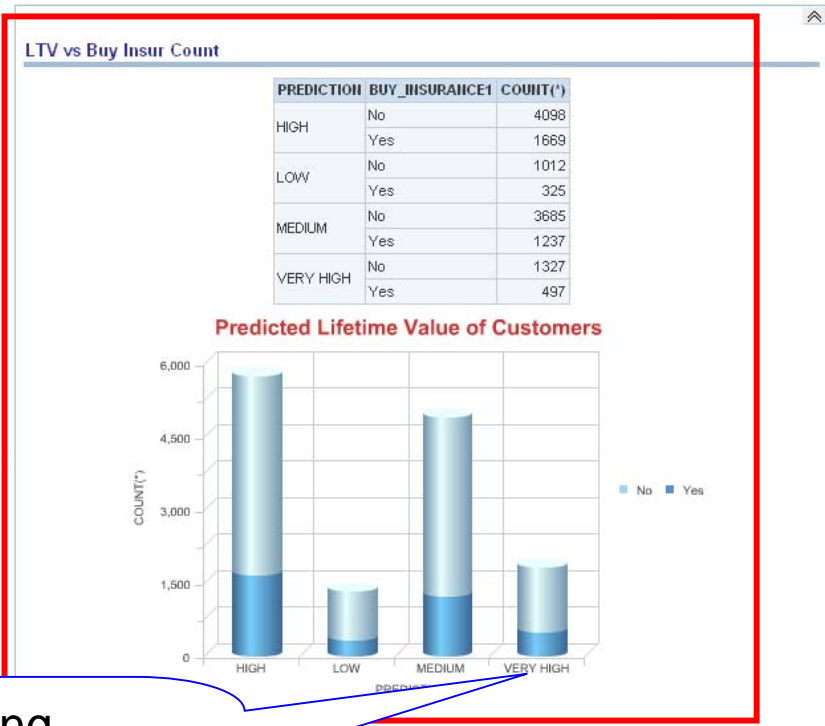 LTV vs Buy Insur Count
PREDICTION BUY_INSURANCE1 COUNT(*)
HIGH No 4098
Yes 1669
LOW No 1012
Yes 325
MEDIUM No 3685
Yes 1237
VERY HIGH No 1327
Yes 497
Predicted Lifetime Value of Customers
6,000
4,500
3,000
1,500
0
COUNT(*)
No Yes
HIGH LOW MEDIUM VERY HIGH